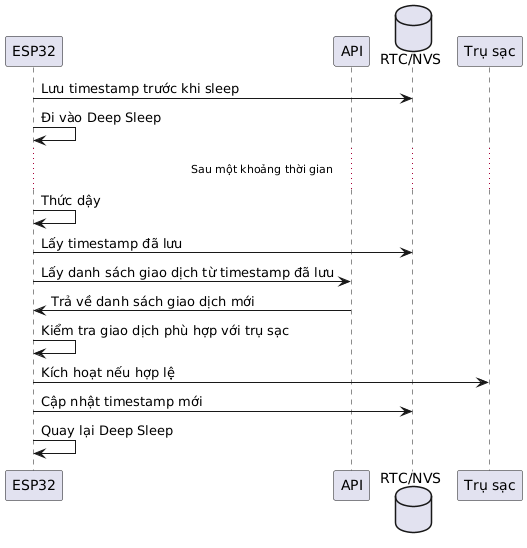 ESP32
API
RTC/NVS
Trụ sạc
Lưu timestamp trước khi sleep
Đi vào Deep Sleep
Sau một khoảng thời gian
Thức dậy
Lấy timestamp đã lưu
Lấy danh sách giao dịch từ timestamp đã lưu
Trả về danh sách giao dịch mới
Kiểm tra giao dịch phù hợp với trụ sạc
Kích hoạt nếu hợp lệ
Cập nhật timestamp mới
Quay lại Deep Sleep
ESP32
API
RTC/NVS
Trụ sạc